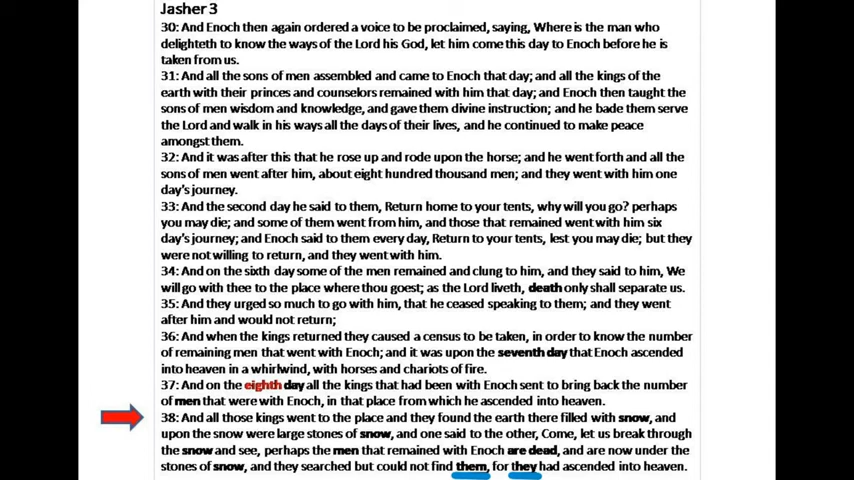 Jasher 3
30: And Enoch then again ordered a voice to be proclaimed, saying, Where is the man who
delighteth to know the ways of the Lord his God, let him come this day to Enoch before he is
taken from us.
31: And all the sons of men assembled and came to Enoch that day; and all the kings of the
earth with their princes and counselors remained with him that day; and Enoch then taught the
sons of men wisdom and knowledge, and gave them divine instruction; and he bade them serve
the Lord and walk in his ways all the days of their lives, and he continued to make peace
amongst them.
32: And it was after this that he rose up and rode upon the horse; and he went forth and all the
sons of men went after him, about eight hundred thousand men; and they went with him one
day's journey.
33: And the second day he said to them, Return home to your tents, why will you go? perhaps
you may die; and some of them went from him, and those that remained went with him six
day's journey; and Enoch said to them every day, Return to your tents, lest you may die; but they
were not willing to return, and they went with him.
34: And on the sixth day some of the men remained and clung to him, and they said to him, We
will go with thee to the place where thou goest; as the Lord liveth, death only shall separate us.
35: And they urged so much to go with him, that he ceased speaking to them; and they went
after him and would not return;
36: And when the kings returned they caused a census to be taken, in order to know the number
of remaining men that went with Enoch; and it was upon the seventh day that Enoch ascended
into heaven in a whirlwind, with horses and chariots of fire.
37: And on the eighth day all the kings that had been with Enoch sent to bring back the number
of men that were with Enoch, in that place from which he ascended into heaven.
38: And all those kings went to the place and they found the earth there filled with snow, and
upon the snow were large stones of snow, and one said to the other, Come, let us break through
the snow and see, perhaps the men that remained with Enoch are dead, and are now under the
stones of snow, and they searched but could not find them, for they had ascended into heaven.